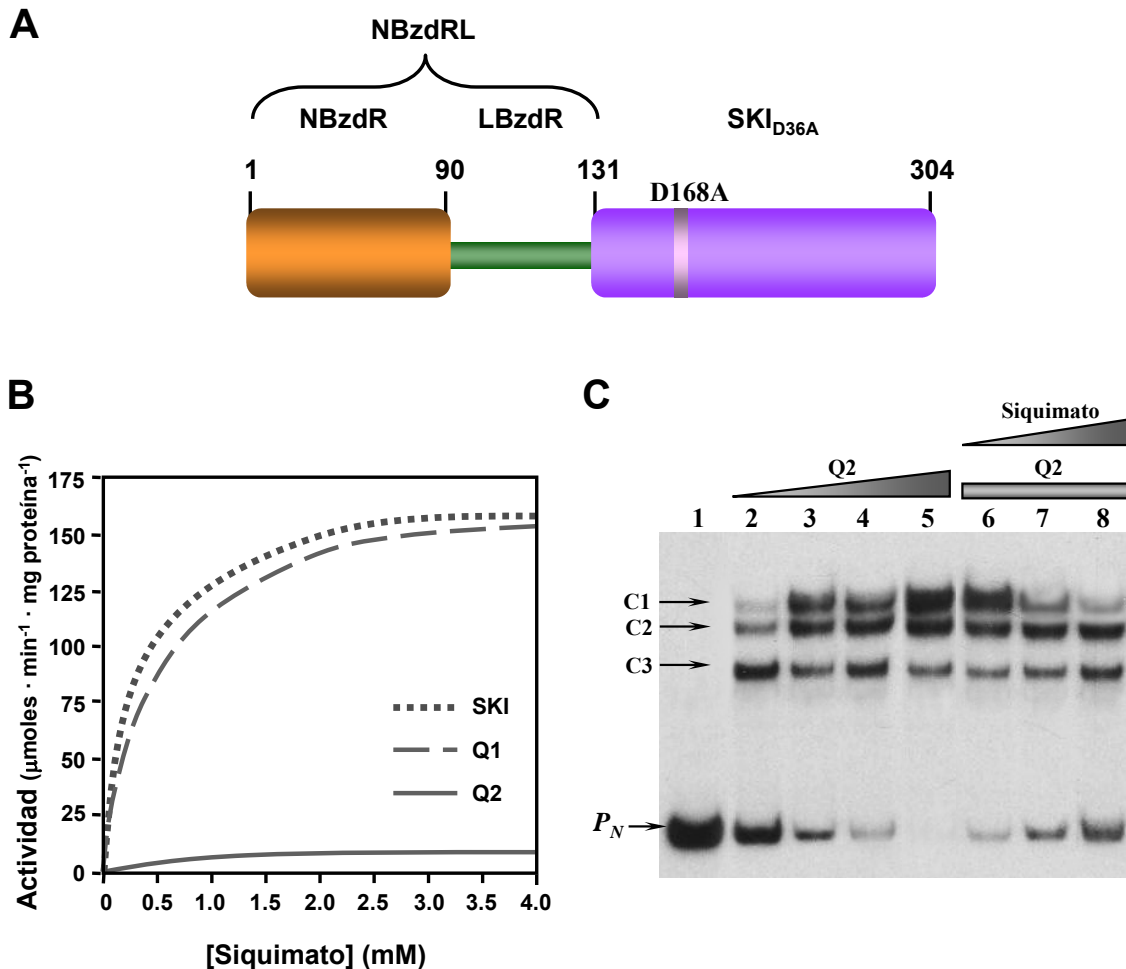 A
NBzdRL
NBzdR LBzdR SKI_D36A
1 90 131 304
D168A
B
Actividad (μmoles · min⁻¹ · mg proteína⁻¹)
175
150
125
100
75
50
25
0
SKI
Q1
Q2
0 0.5 1.0 1.5 2.0 2.5 3.0 3.5 4.0
[Siquimato] (mM)
C
Siquimato
Q2 Q2
1 2 3 4 5 6 7 8
C1
C2
C3
P_N